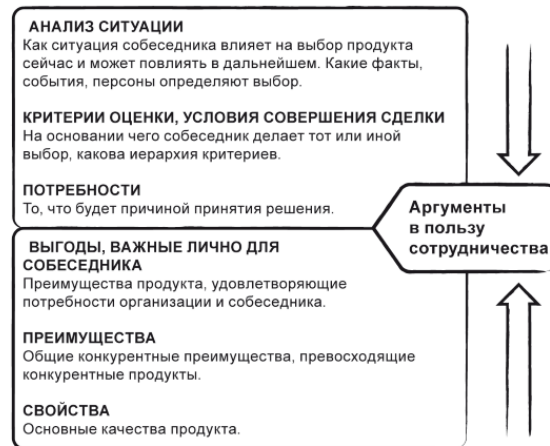 АНАЛИЗ СИТУАЦИИ
Как ситуация собеседника влияет на выбор продукта
сейчас и может повлиять в дальнейшем. Какие факты,
события, персоны определяют выбор.
КРИТЕРИИ ОЦЕНКИ, УСЛОВИЯ СОВЕРШЕНИЯ СДЕЛКИ
На основании чего собеседник делает тот или иной
выбор, какова иерархия критериев.
ПОТРЕБНОСТИ
То, что будет причиной принятия решения.
ВЫГОДЫ, ВАЖНЫЕ ЛИЧНО ДЛЯ
СОБЕСЕДНИКА
Преимущества продукта, удовлетворяющие
потребности организации и собеседника.
ПРЕИМУЩЕСТВА
Общие конкурентные преимущества, превосходящие
конкурентные продукты.
СВОЙСТВА
Основные качества продукта.
Аргументы
в пользу
сотрудничества